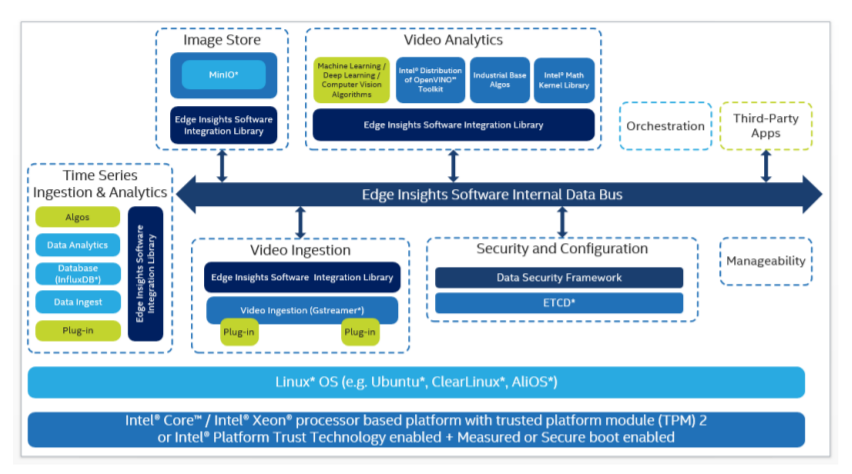 Image Store
MinIO*
Edge Insights Software
Integration Library
Video Analytics
Machine Learning /
Deep Learning /
Computer Vision
Algorithms
Intel® Distribution
of OpenVINO™
Toolkit
Industrial Base
Algos
Intel® Math
Kernel Library
Edge Insights Software Integration Library
Orchestration
Third-Party
Apps
Time Series
Ingestion & Analytics
Algos
Data Analytics
Database
(InfluxDB*)
Data Ingest
Plug-in
Edge Insights Software
Integration Library
Edge Insights Software Internal Data Bus
Video Ingestion
Edge Insights Software Integration Library
Video Ingestion (Gstreamer*)
Plug-in
Plug-in
Security and Configuration
Data Security Framework
ETCD*
Manageability
Linux* OS (e.g. Ubuntu*, ClearLinux*, AliOS*)
Intel® Core™ / Intel® Xeon® processor based platform with trusted platform module (TPM) 2
or Intel® Platform Trust Technology enabled + Measured or Secure boot enabled